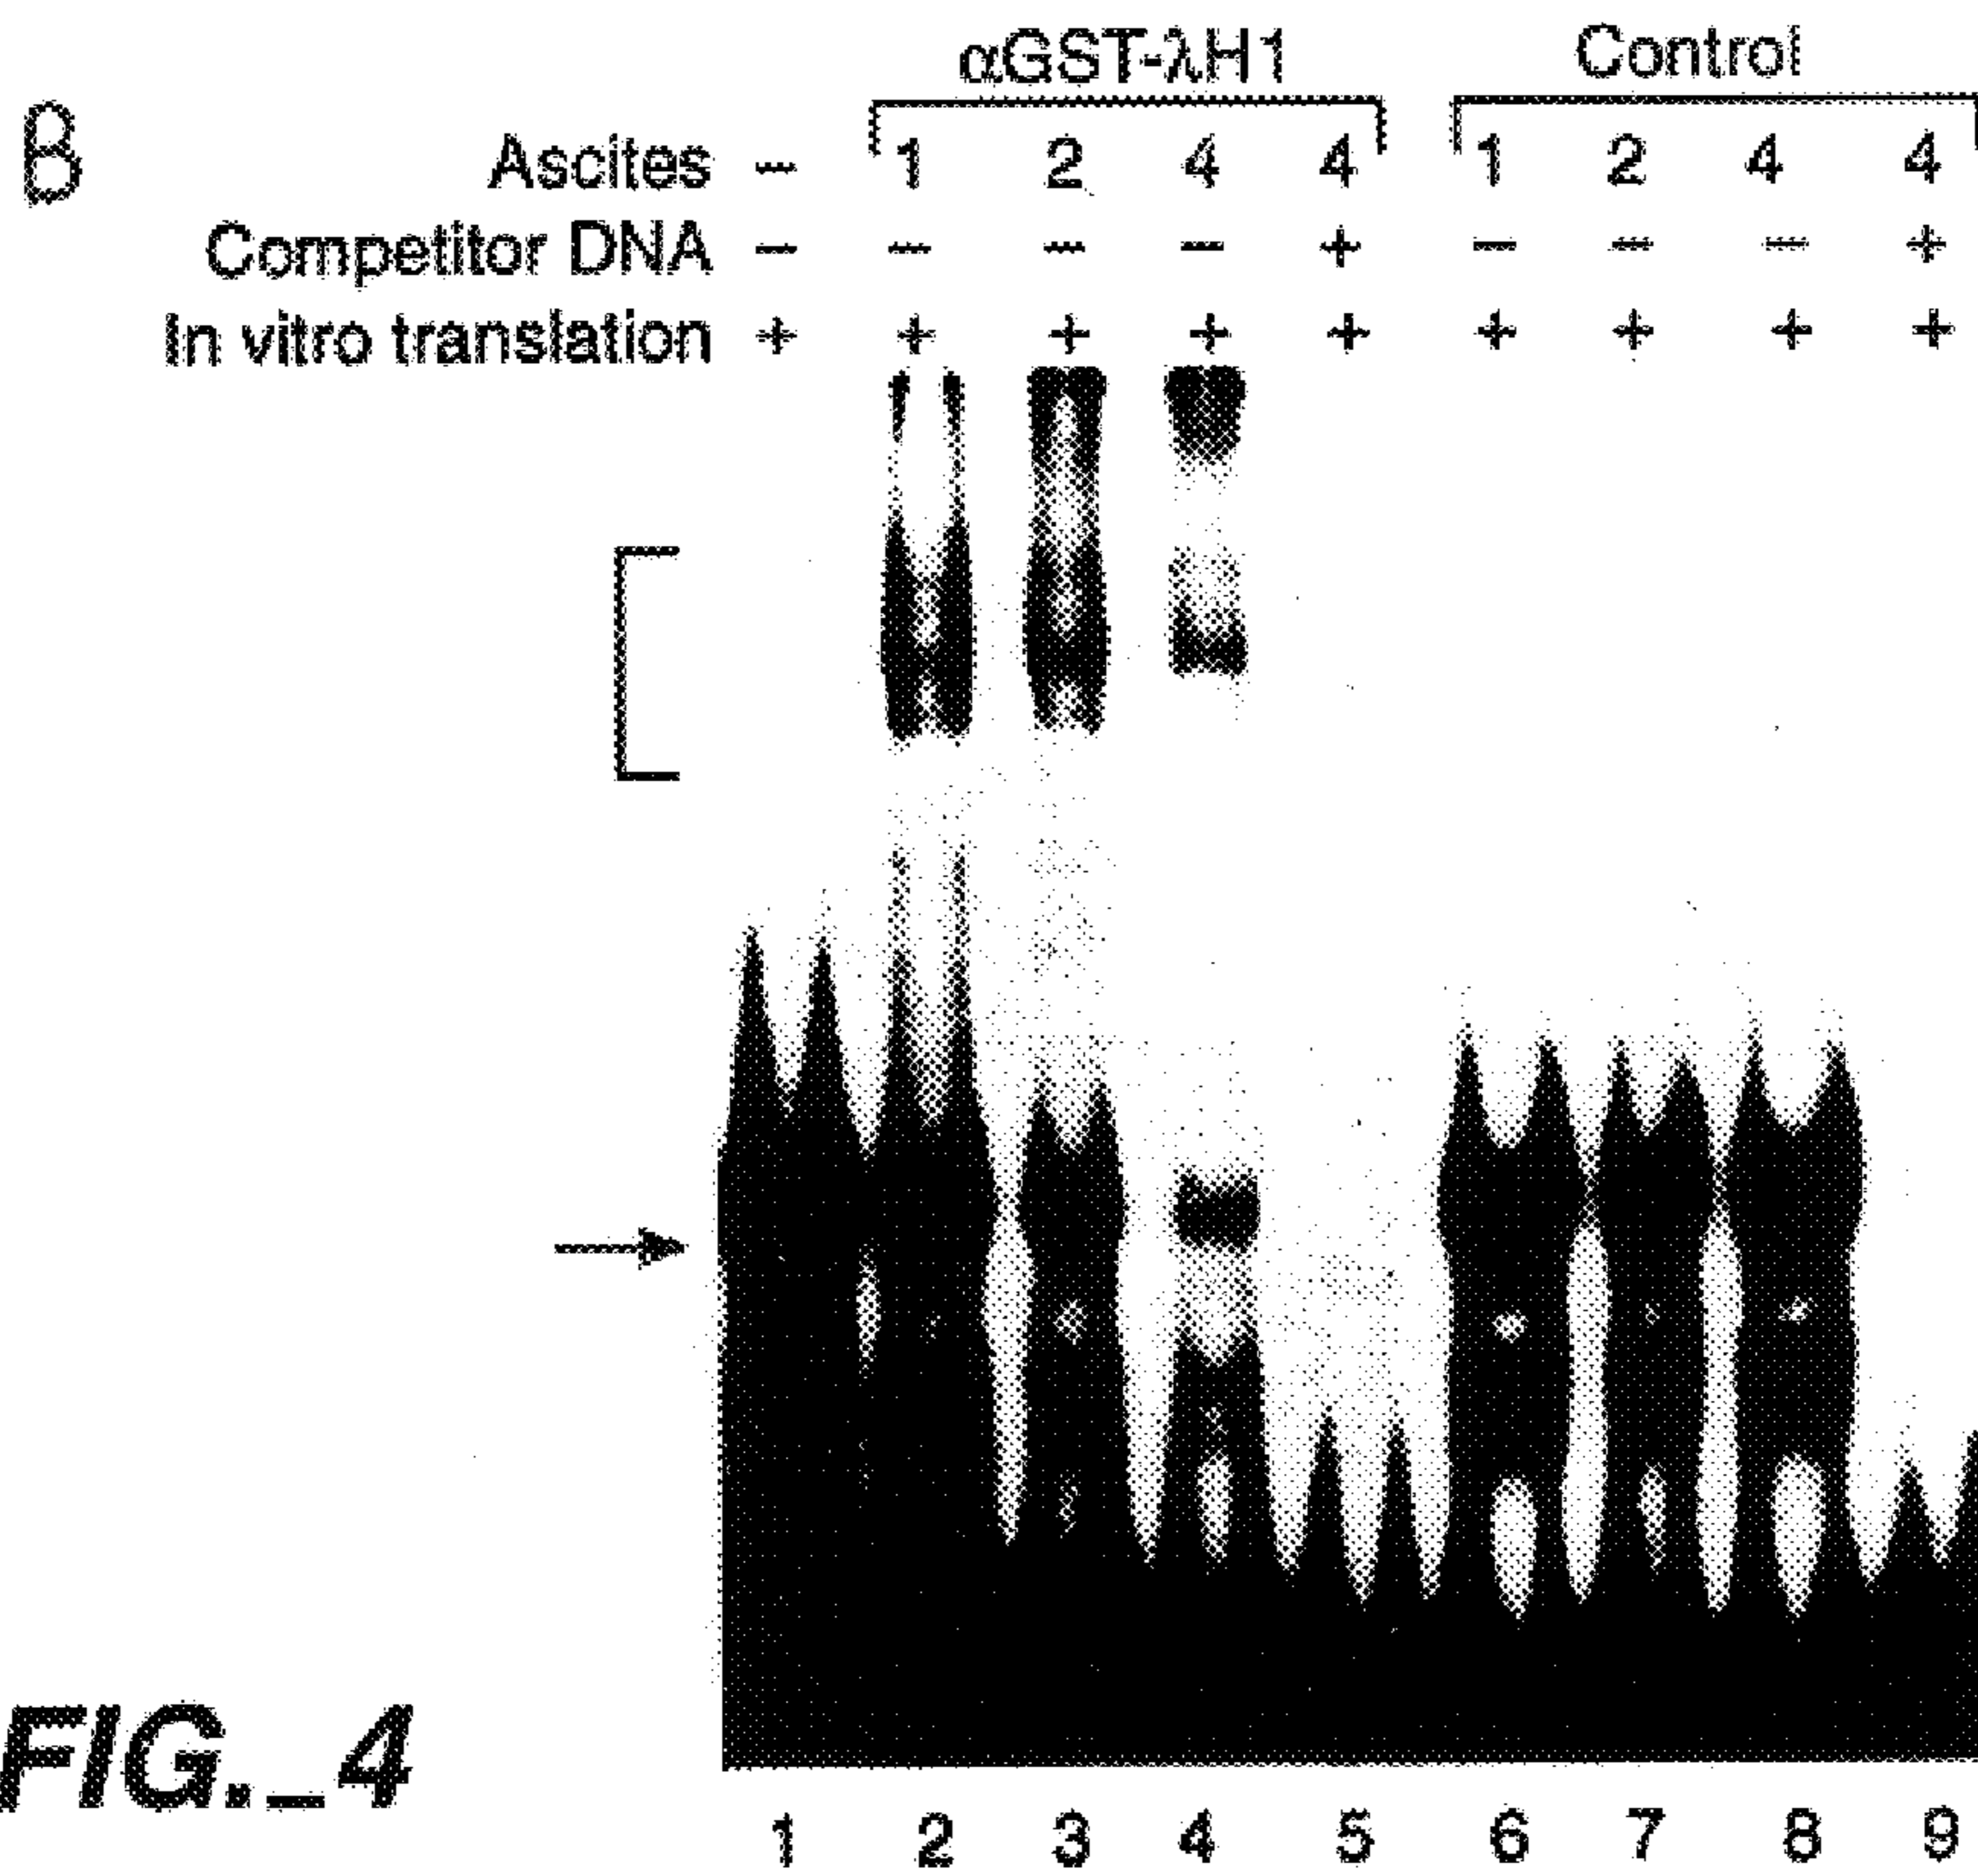 αGST-λH1 Control
B
Ascites – 1 2 4 4 1 2 4 4
Competitor DNA – – – – + – – – +
In vitro translation + + + + + + + + +
FIG._4
1 2 3 4 5 6 7 8 9